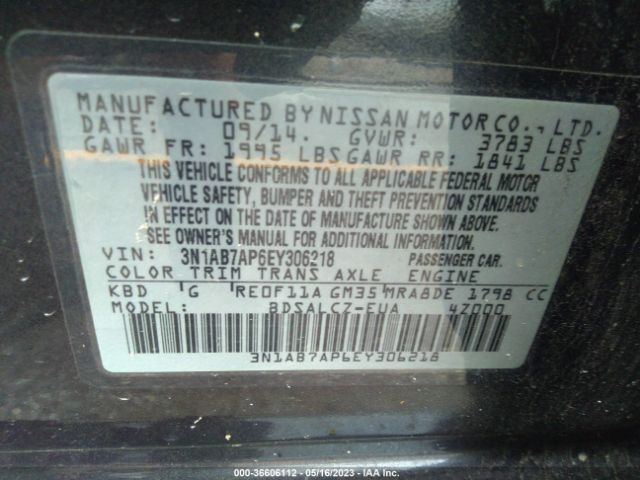 MANUFACTURED BY NISSAN MOTOR CO., LTD.
DATE: 09/14. GVWR: 3783 LBS
GAWR FR: 1995 LBS GAWR RR: 1841 LBS
THIS VEHICLE CONFORMS TO ALL APPLICABLE FEDERAL MOTOR
VEHICLE SAFETY, BUMPER AND THEFT PREVENTION STANDARDS
IN EFFECT ON THE DATE OF MANUFACTURE SHOWN ABOVE.
SEE OWNER'S MANUAL FOR ADDITIONAL INFORMATION.
VIN: 3N1AB7AP6EY306218 PASSENGER CAR.
COLOR TRIM TRANS AXLE ENGINE
KBD G RE0F11A GM35 MRA8DE 1798 CC
MODEL: BDSALCZ-EUA 4Z000
3N1AB7AP6EY306218
000-36606112 - 05/16/2023 - IAA Inc.